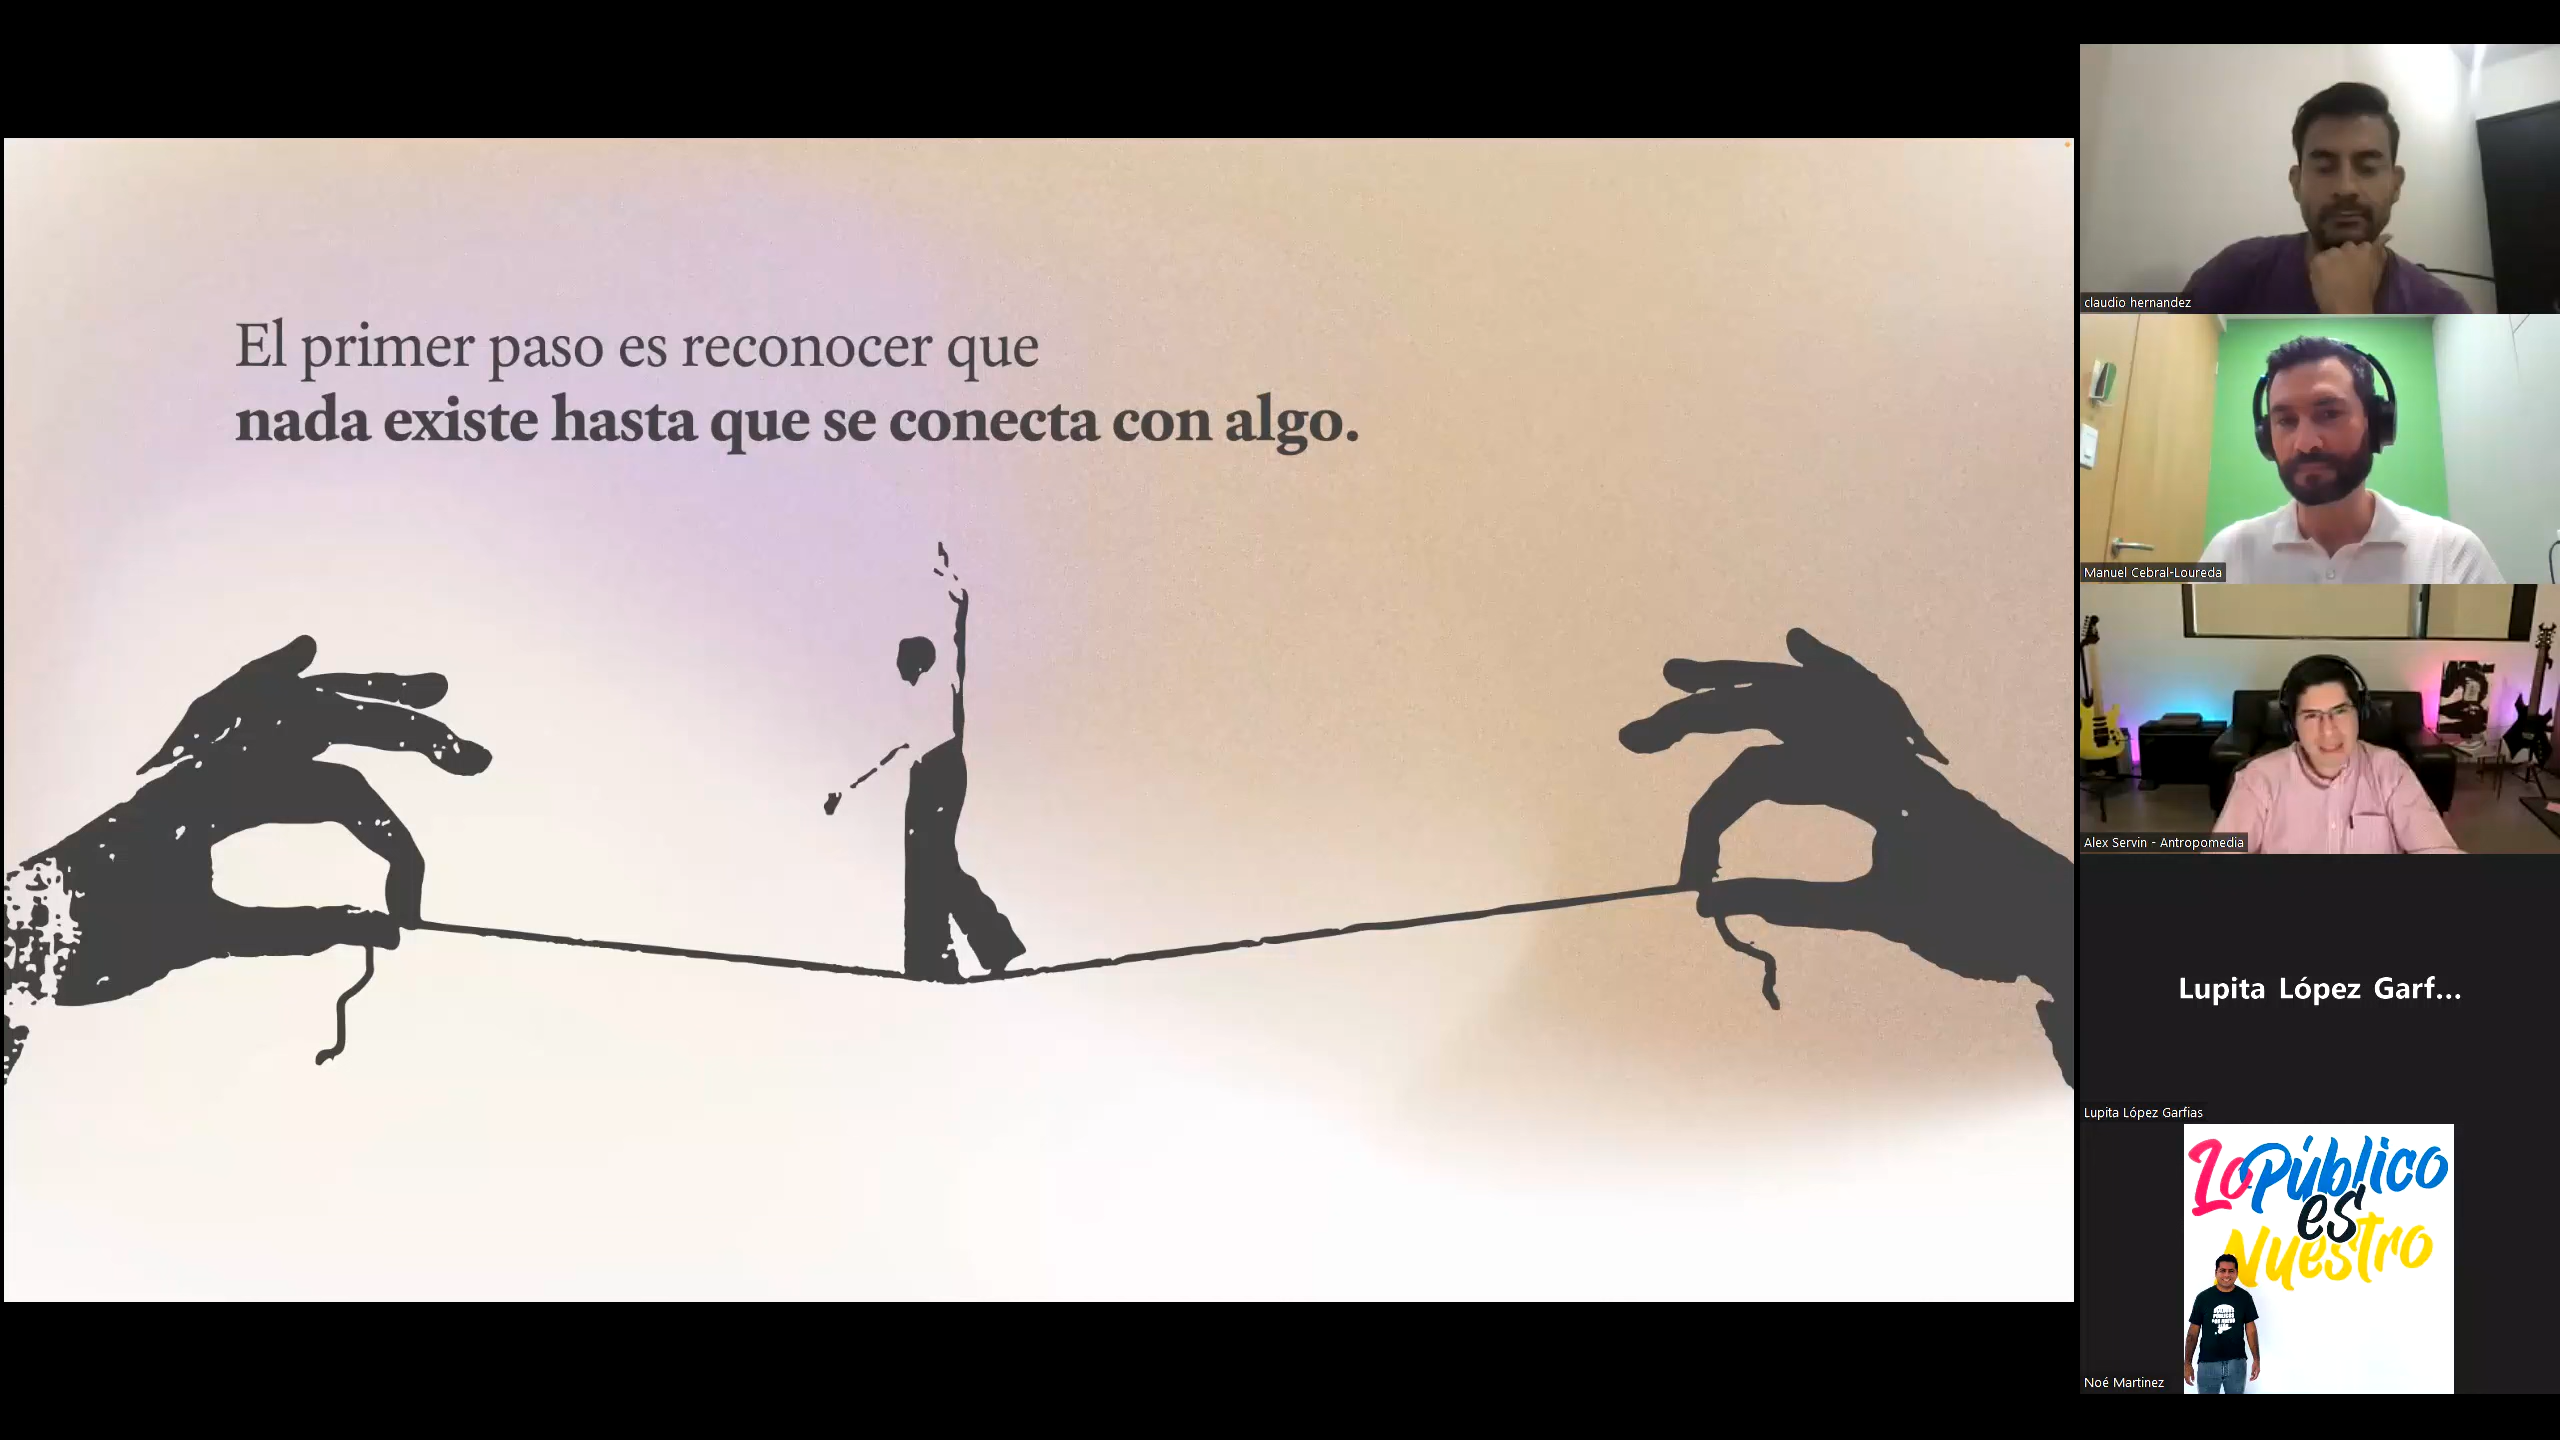 El primer paso es reconocer que
nada existe hasta que se conecta con algo.
claudio hernandez
Manuel Cebral-Loureda
Alex Servin - Antropomedia
Lupita López Garf...
Lupita López Garfias
Lo Público
es
Nuestro
Noé Martinez